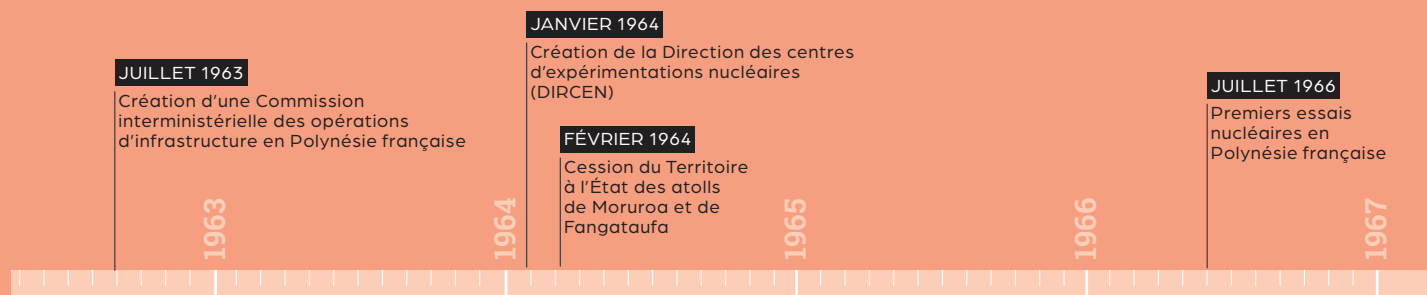 JUILLET 1963
Création d'une Commission
interministérielle des opérations
d'infrastructure en Polynésie française
JANVIER 1964
Création de la Direction des centres
d'expérimentations nucléaires
(DIRCEN)
FÉVRIER 1964
Cession du Territoire
à l'État des atolls
de Moruroa et de
Fangataufa
JUILLET 1966
Premiers essais
nucléaires en
Polynésie française
1963
1964
1965
1966
1967